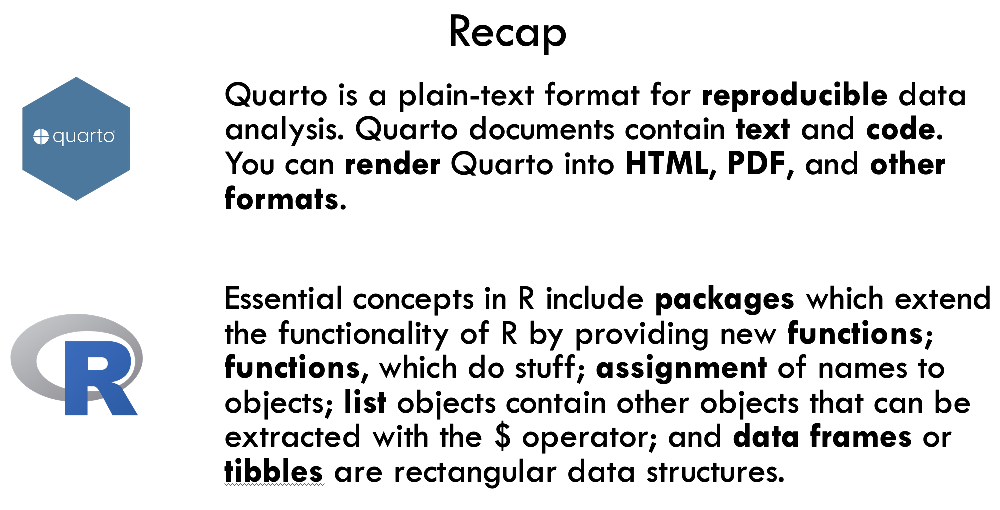 Recap
quarto®
Quarto is a plain-text format for reproducible data
analysis. Quarto documents contain text and code.
You can render Quarto into HTML, PDF, and other
formats.
R
Essential concepts in R include packages which extend
the functionality of R by providing new functions;
functions, which do stuff; assignment of names to
objects; list objects contain other objects that can be
extracted with the $ operator; and data frames or
tibbles are rectangular data structures.